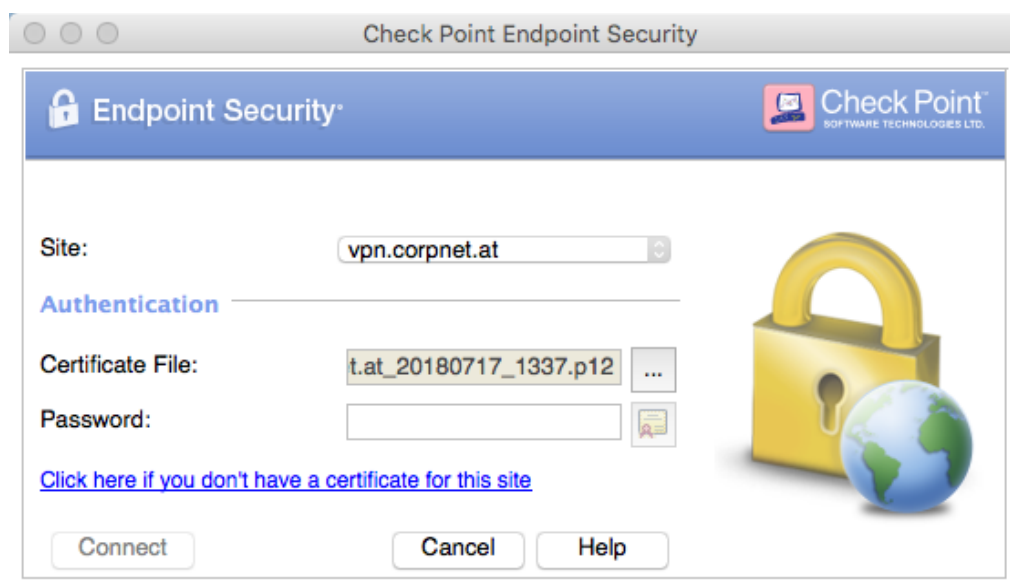 Check Point Endpoint Security
Endpoint Security
Check Point™
SOFTWARE TECHNOLOGIES LTD.
Site: vpn.corpnet.at
Authentication
Certificate File: t.at_20180717_1337.p12 ...
Password:
Click here if you don't have a certificate for this site
Connect Cancel Help